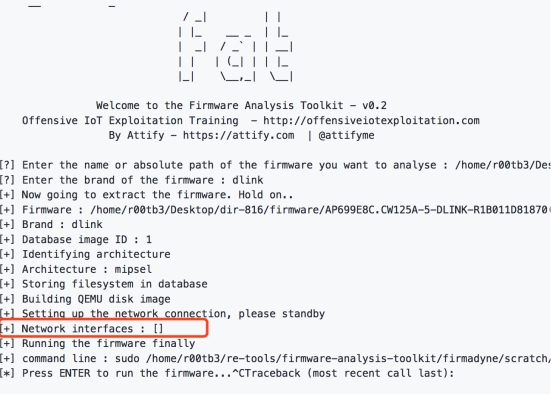 Welcome to the Firmware Analysis Toolkit - v0.2
Offensive IoT Exploitation Training - http://offensiveiotexploitation.com
By Attify - https://attify.com | @attifyme
[?] Enter the name or absolute path of the firmware you want to analyse : /home/r00tb3/Des
[?] Enter the brand of the firmware : dlink
[+] Now going to extract the firmware. Hold on..
[+] Firmware : /home/r00tb3/Desktop/dir-816/firmware/AP699E8C.CW125A-5-DLINK-R1B011D81870
[+] Brand : dlink
[+] Database image ID : 1
[+] Identifying architecture
[+] Architecture : mipsel
[+] Storing filesystem in database
[+] Building QEMU disk image
[+] Setting up the network connection, please standby
[+] Network interfaces : []
[+] Running the firmware finally
[+] command line : sudo /home/r00tb3/re-tools/firmware-analysis-toolkit/firmadyne/scratch/
[*] Press ENTER to run the firmware...^CTraceback (most recent call last):